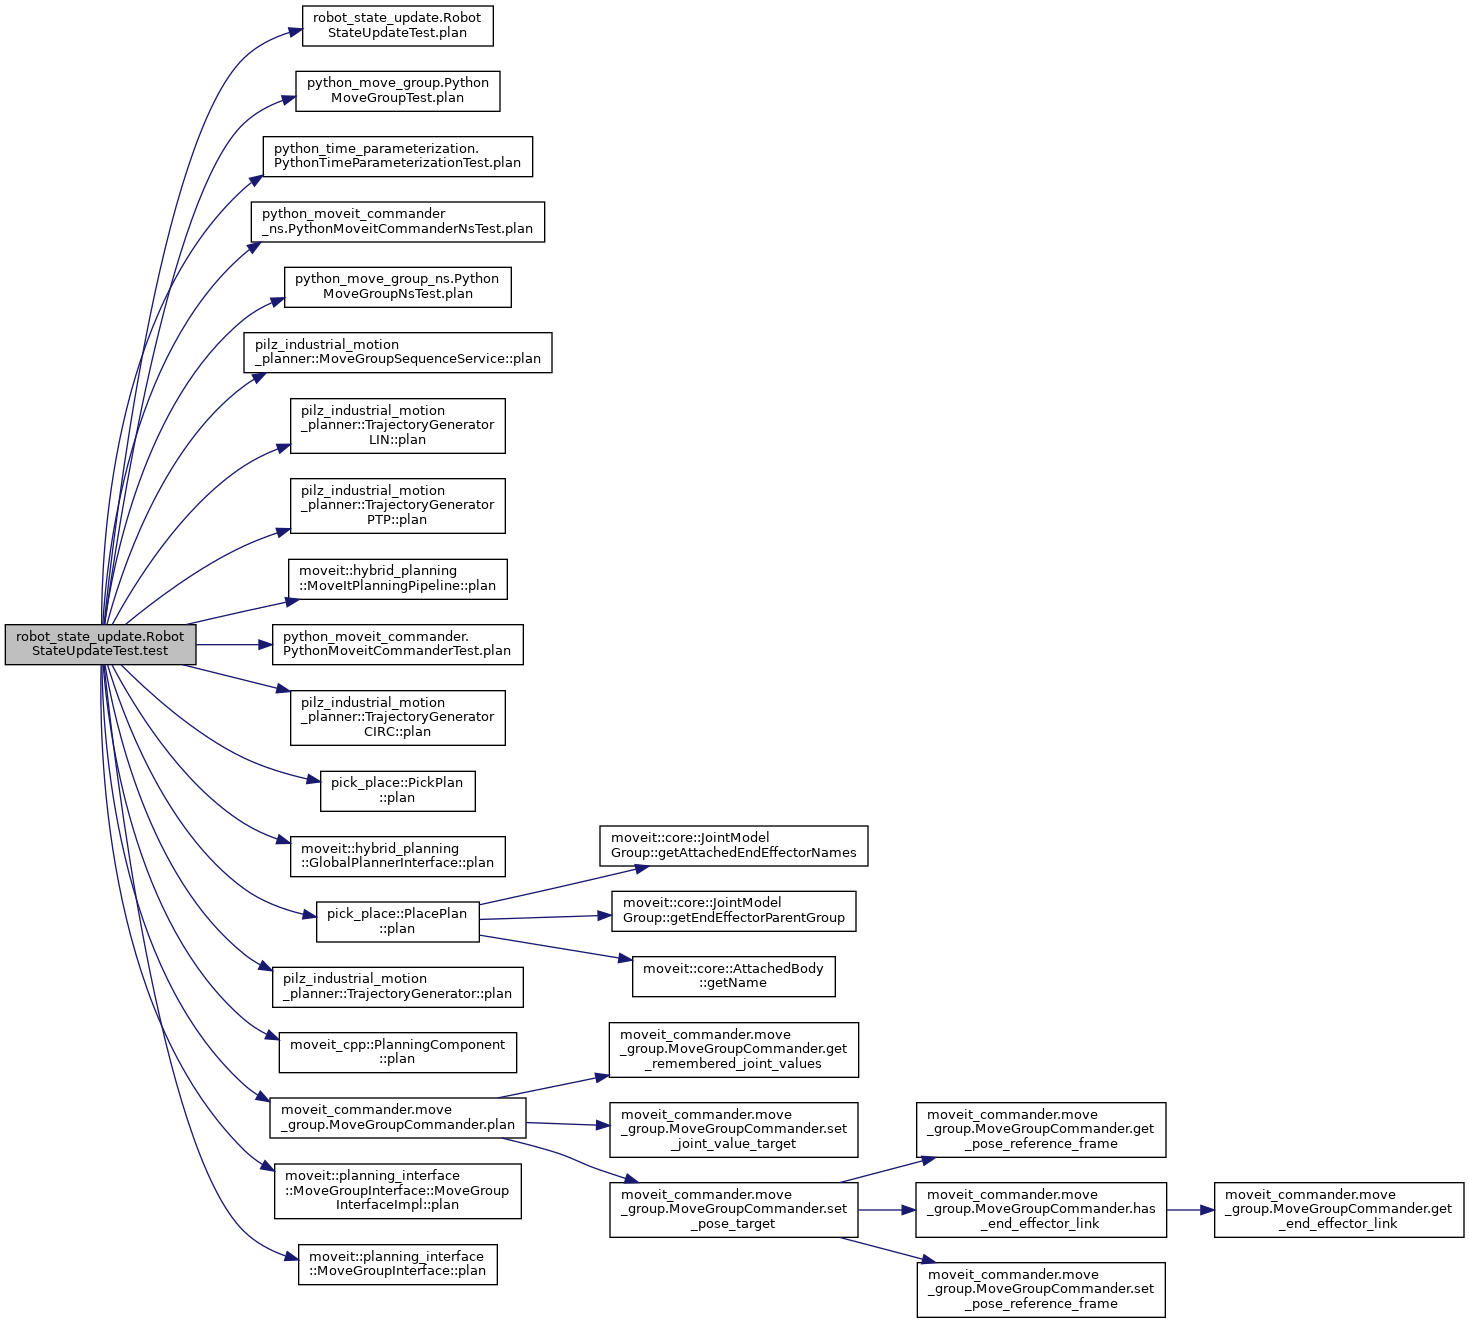 robot_state_update.Robot
StateUpdateTest.test
robot_state_update.Robot
StateUpdateTest.plan
python_move_group.Python
MoveGroupTest.plan
python_time_parameterization.
PythonTimeParameterizationTest.plan
python_moveit_commander
_ns.PythonMoveitCommanderNsTest.plan
python_move_group_ns.Python
MoveGroupNsTest.plan
pilz_industrial_motion
_planner::MoveGroupSequenceService::plan
pilz_industrial_motion
_planner::TrajectoryGenerator
LIN::plan
pilz_industrial_motion
_planner::TrajectoryGenerator
PTP::plan
moveit::hybrid_planning
::MoveItPlanningPipeline::plan
python_moveit_commander.
PythonMoveitCommanderTest.plan
pilz_industrial_motion
_planner::TrajectoryGenerator
CIRC::plan
pick_place::PickPlan
::plan
moveit::hybrid_planning
::GlobalPlannerInterface::plan
pick_place::PlacePlan
::plan
moveit::core::JointModel
Group::getAttachedEndEffectorNames
moveit::core::JointModel
Group::getEndEffectorParentGroup
moveit::core::AttachedBody
::getName
pilz_industrial_motion
_planner::TrajectoryGenerator::plan
moveit_cpp::PlanningComponent
::plan
moveit_commander.move
_group.MoveGroupCommander.plan
moveit_commander.move
_group.MoveGroupCommander.get
_remembered_joint_values
moveit_commander.move
_group.MoveGroupCommander.set
_joint_value_target
moveit_commander.move
_group.MoveGroupCommander.set
_pose_target
moveit_commander.move
_group.MoveGroupCommander.get
_pose_reference_frame
moveit_commander.move
_group.MoveGroupCommander.has
_end_effector_link
moveit_commander.move
_group.MoveGroupCommander.get
_end_effector_link
moveit_commander.move
_group.MoveGroupCommander.set
_pose_reference_frame
moveit::planning_interface
::MoveGroupInterface::MoveGroup
InterfaceImpl::plan
moveit::planning_interface
::MoveGroupInterface::plan